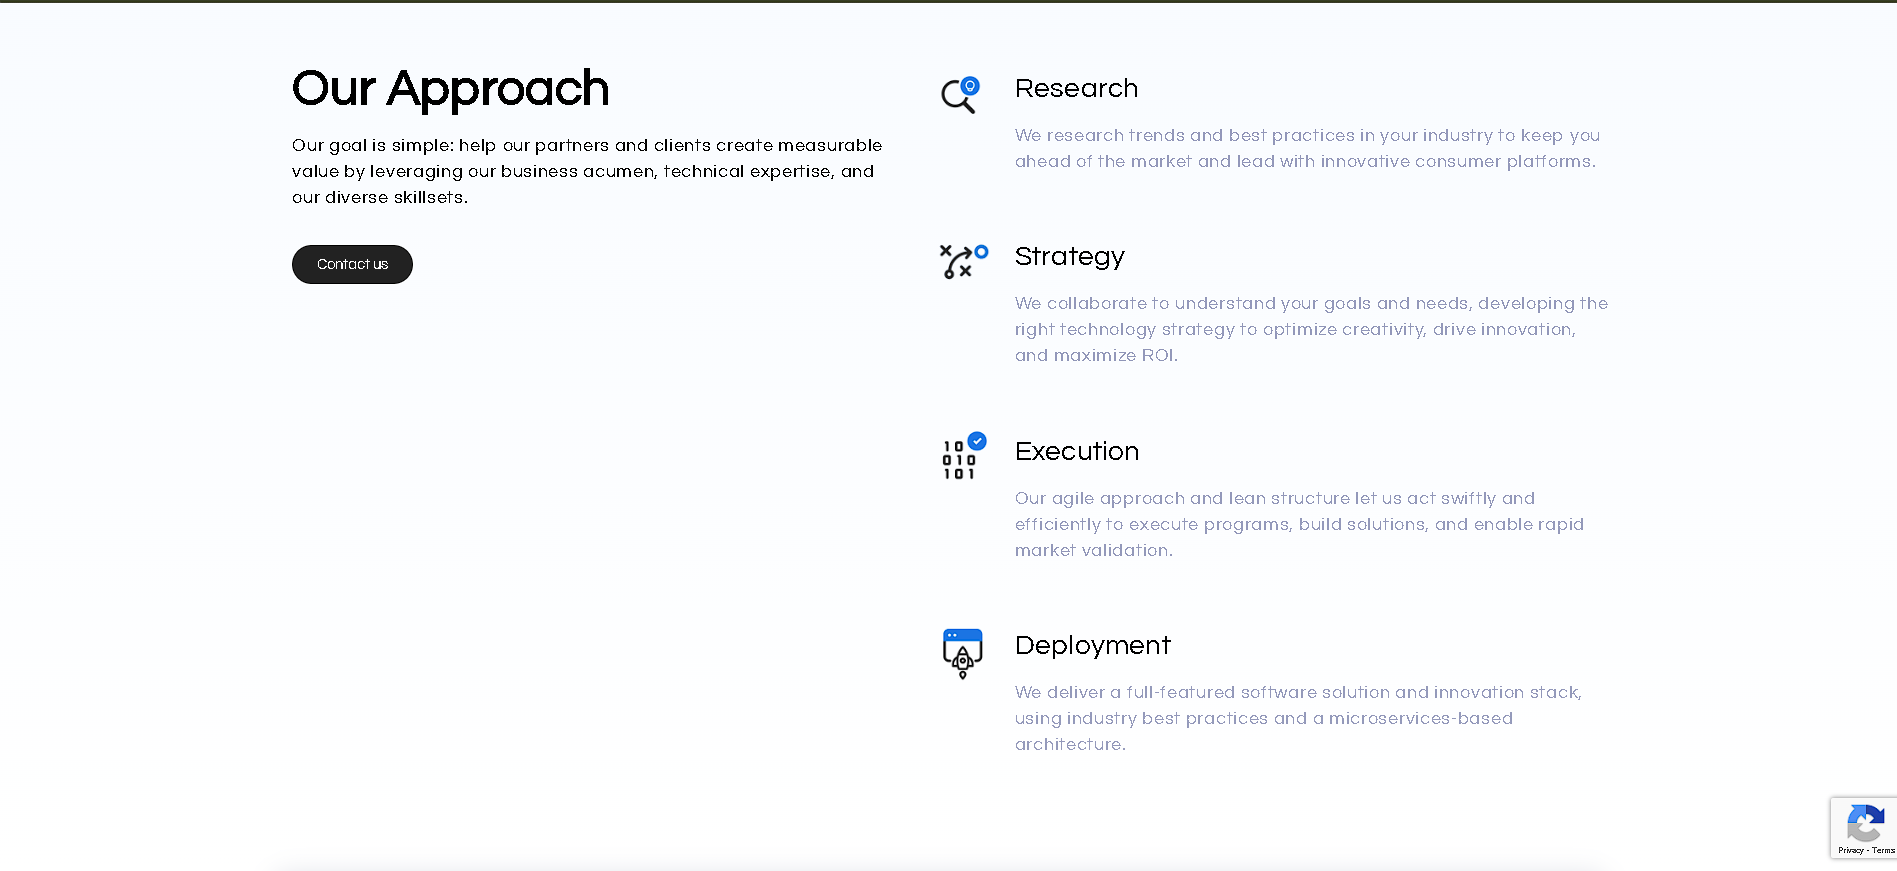 Our Approach
Our goal is simple: help our partners and clients create measurable
value by leveraging our business acumen, technical expertise, and
our diverse skillsets.
Contact us
Research
We research trends and best practices in your industry to keep you
ahead of the market and lead with innovative consumer platforms.
Strategy
We collaborate to understand your goals and needs, developing the
right technology strategy to optimize creativity, drive innovation,
and maximize ROI.
10
010
101
Execution
Our agile approach and lean structure let us act swiftly and
efficiently to execute programs, build solutions, and enable rapid
market validation.
Deployment
We deliver a full-featured software solution and innovation stack,
using industry best practices and a microservices-based
architecture.
Privacy - Terms